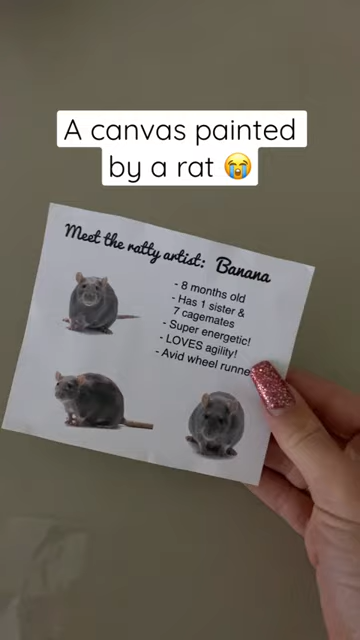 A canvas painted
by a rat 😭
Meet the ratty artist: Banana
- 8 months old
- Has 1 sister &
7 cagemates
- Super energetic!
- LOVES agility!
- Avid wheel runne